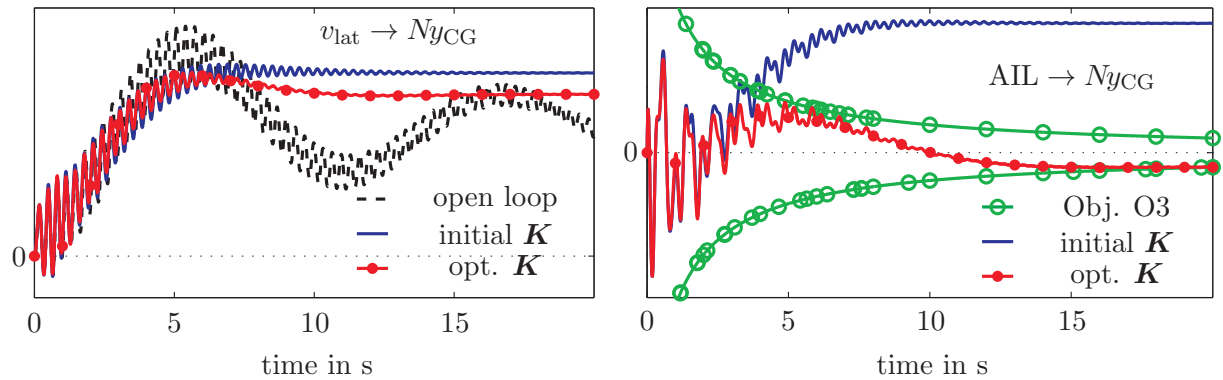 v_lat → Ny_CG
open loop
initial K
opt. K
0
0 5 10 15
time in s
AIL → Ny_CG
0
Obj. O3
initial K
opt. K
0 5 10 15
time in s